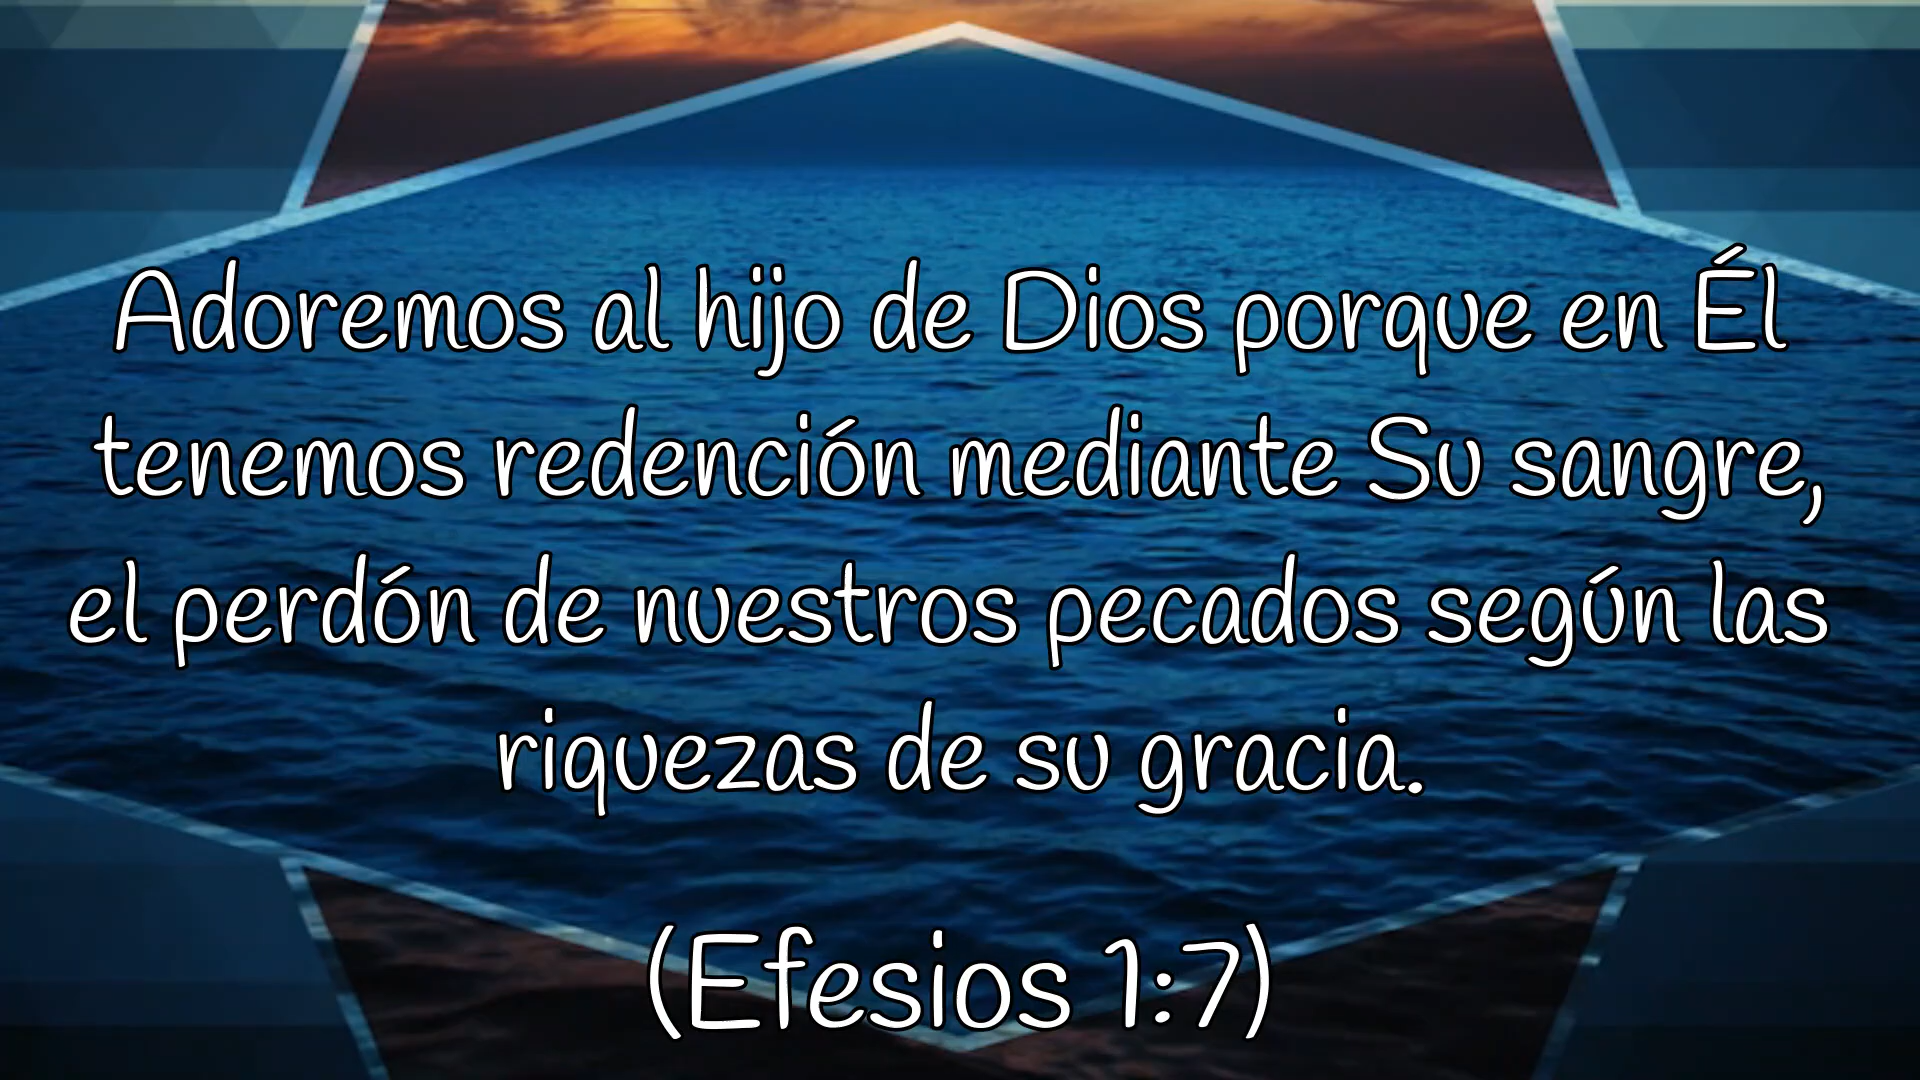 Adoremos al hijo de Dios porque en Él
tenemos redención mediante Su sangre,
el perdón de nuestros pecados según las
riquezas de su gracia.
(Efesios 1:7)